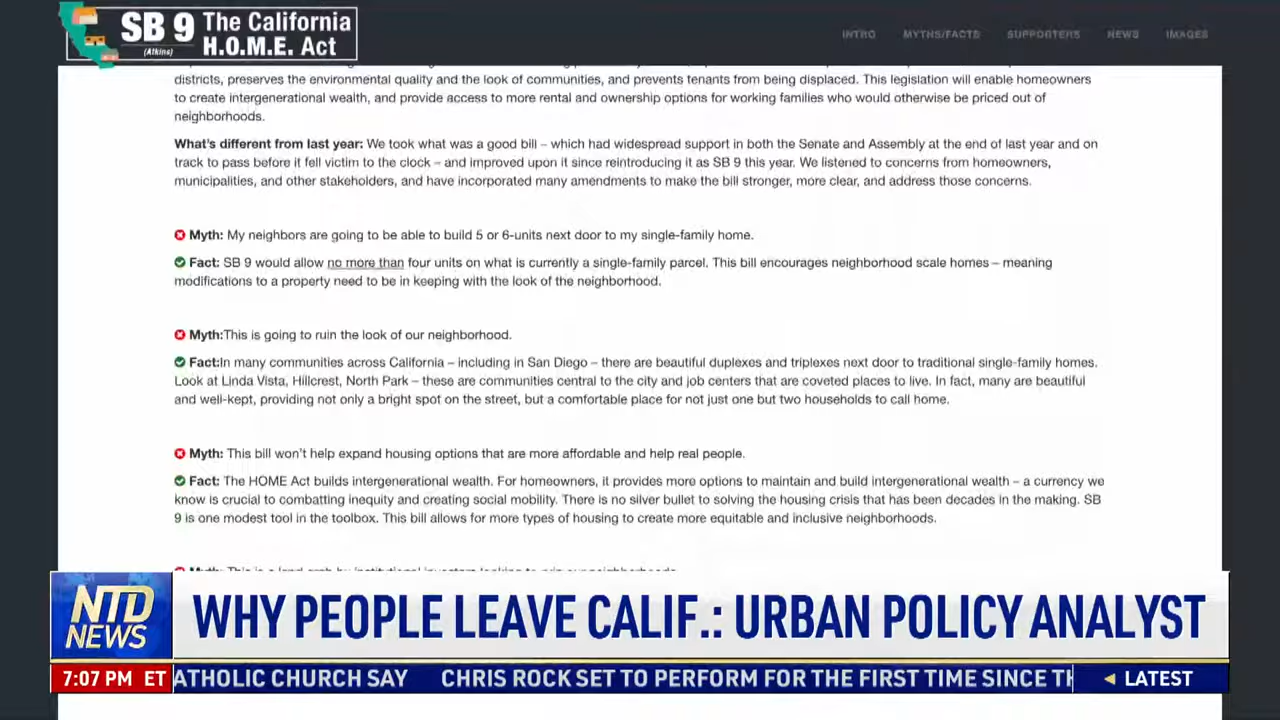 SB 9 The California
(Atkins) H.O.M.E. Act
INTRO MYTHS/FACTS SUPPORTERS NEWS IMAGES
districts, preserves the environmental quality and the look of communities, and prevents tenants from being displaced. This legislation will enable homeowners
to create intergenerational wealth, and provide access to more rental and ownership options for working families who would otherwise be priced out of
neighborhoods.
What's different from last year: We took what was a good bill – which had widespread support in both the Senate and Assembly at the end of last year and on
track to pass before it fell victim to the clock – and improved upon it since reintroducing it as SB 9 this year. We listened to concerns from homeowners,
municipalities, and other stakeholders, and have incorporated many amendments to make the bill stronger, more clear, and address those concerns.
Myth: My neighbors are going to be able to build 5 or 6-units next door to my single-family home.
Fact: SB 9 would allow no more than four units on what is currently a single-family parcel. This bill encourages neighborhood scale homes – meaning
modifications to a property need to be in keeping with the look of the neighborhood.
Myth:This is going to ruin the look of our neighborhood.
Fact:In many communities across California – including in San Diego – there are beautiful duplexes and triplexes next door to traditional single-family homes.
Look at Linda Vista, Hillcrest, North Park – these are communities central to the city and job centers that are coveted places to live. In fact, many are beautiful
and well-kept, providing not only a bright spot on the street, but a comfortable place for not just one but two households to call home.
Myth: This bill won't help expand housing options that are more affordable and help real people.
Fact: The HOME Act builds intergenerational wealth. For homeowners, it provides more options to maintain and build intergenerational wealth – a currency we
know is crucial to combatting inequity and creating social mobility. There is no silver bullet to solving the housing crisis that has been decades in the making. SB
9 is one modest tool in the toolbox. This bill allows for more types of housing to create more equitable and inclusive neighborhoods.
NTD
NEWS
WHY PEOPLE LEAVE CALIF.: URBAN POLICY ANALYST
7:07 PM ET ATHOLIC CHURCH SAY CHRIS ROCK SET TO PERFORM FOR THE FIRST TIME SINCE LATEST